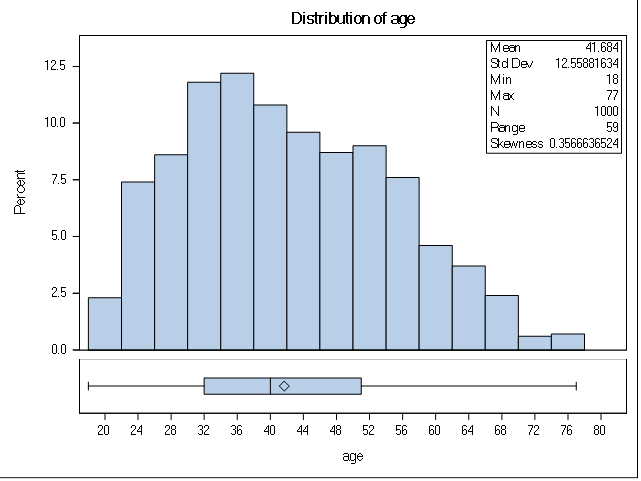 Distribution of age
Mean 41.684
Std Dev 12.55881634
Min 18
Max 77
N 1000
Range 59
Skewness 0.3566636524
Percent
12.5
10.0
7.5
5.0
2.5
0.0
20 24 28 32 36 40 44 48 52 56 60 64 68 72 76 80
age